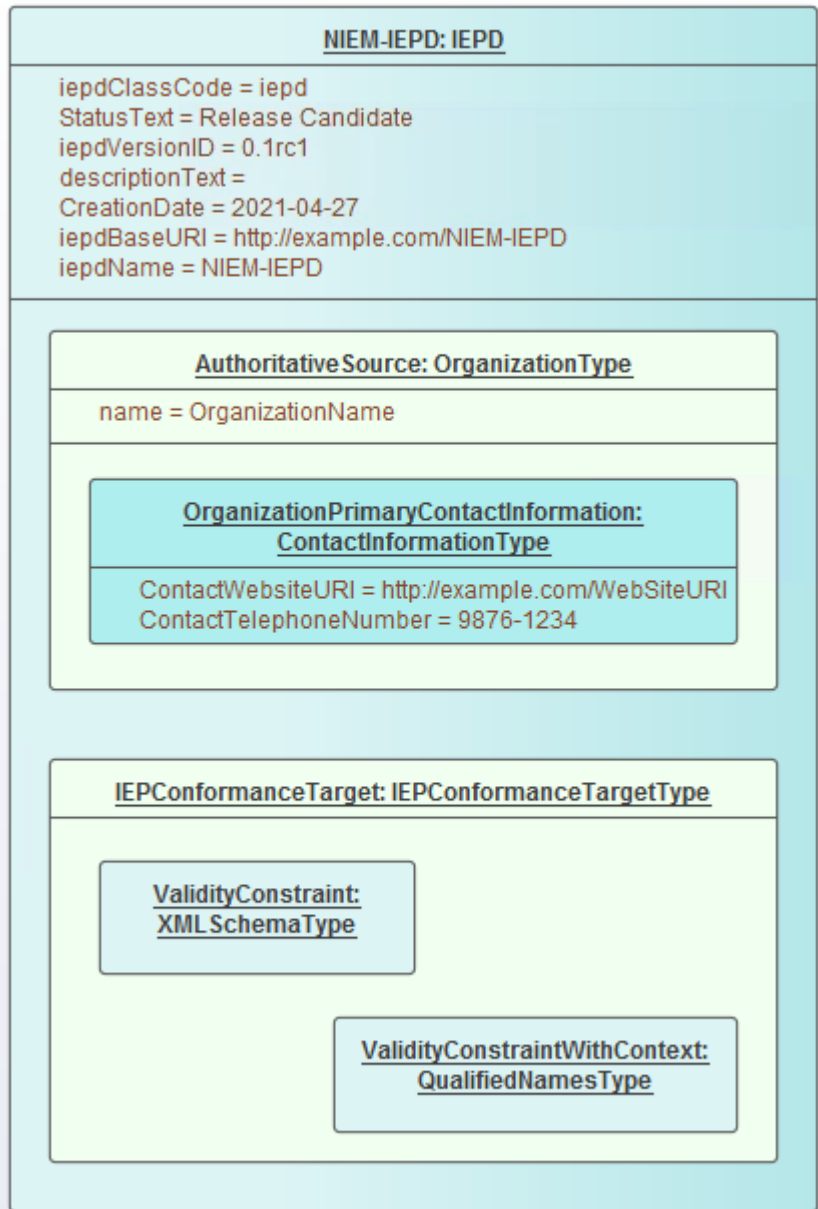 NIEM-IEPD: IEPD
iepdClassCode = iepd
StatusText = Release Candidate
iepdVersionID = 0.1rc1
descriptionText =
CreationDate = 2021-04-27
iepdBaseURI = http://example.com/NIEM-IEPD
iepdName = NIEM-IEPD
AuthoritativeSource: OrganizationType
name = OrganizationName
OrganizationPrimaryContactInformation:
ContactInformationType
ContactWebsiteURI = http://example.com/WebSiteURI
ContactTelephoneNumber = 9876-1234
IEPConformanceTarget: IEPConformanceTargetType
ValidityConstraint:
XMLSchemaType
ValidityConstraintWithContext:
QualifiedNamesType